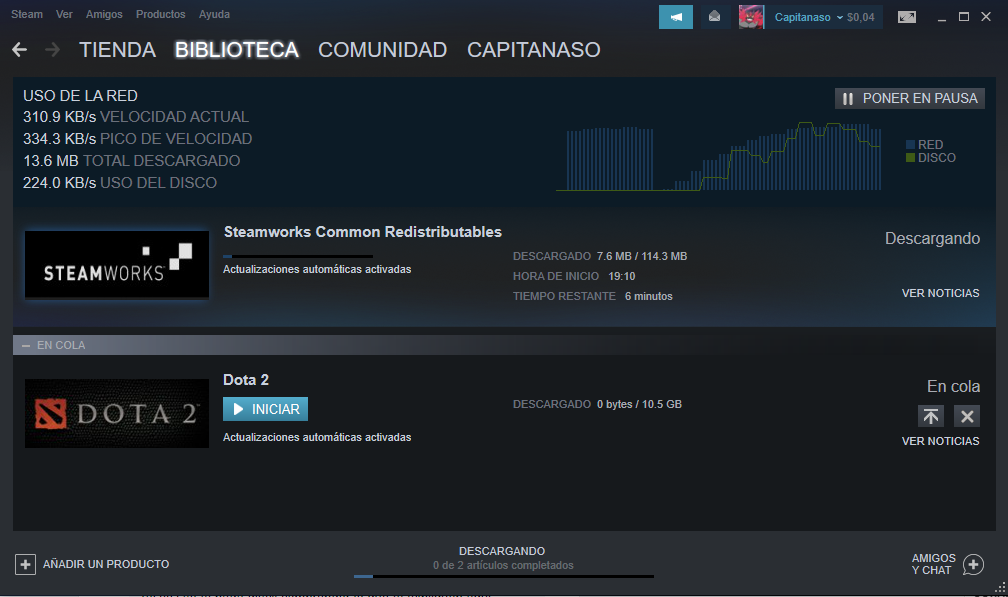 Steam Ver Amigos Productos Ayuda
Capitanaso $0,04
TIENDA BIBLIOTECA COMUNIDAD CAPITANASO
USO DE LA RED
310.9 KB/s VELOCIDAD ACTUAL
334.3 KB/s PICO DE VELOCIDAD
13.6 MB TOTAL DESCARGADO
224.0 KB/s USO DEL DISCO
PONER EN PAUSA
RED
DISCO
STEAMWORKS
Steamworks Common Redistributables
Actualizaciones automáticas activadas
DESCARGADO 7.6 MB / 114.3 MB
HORA DE INICIO 19:10
TIEMPO RESTANTE 6 minutos
Descargando
VER NOTICIAS
EN COLA
DOTA 2
Dota 2
INICIAR
Actualizaciones automáticas activadas
DESCARGADO 0 bytes / 10.5 GB
En cola
VER NOTICIAS
AÑADIR UN PRODUCTO
DESCARGANDO
0 de 2 artículos completados
AMIGOS
Y CHAT